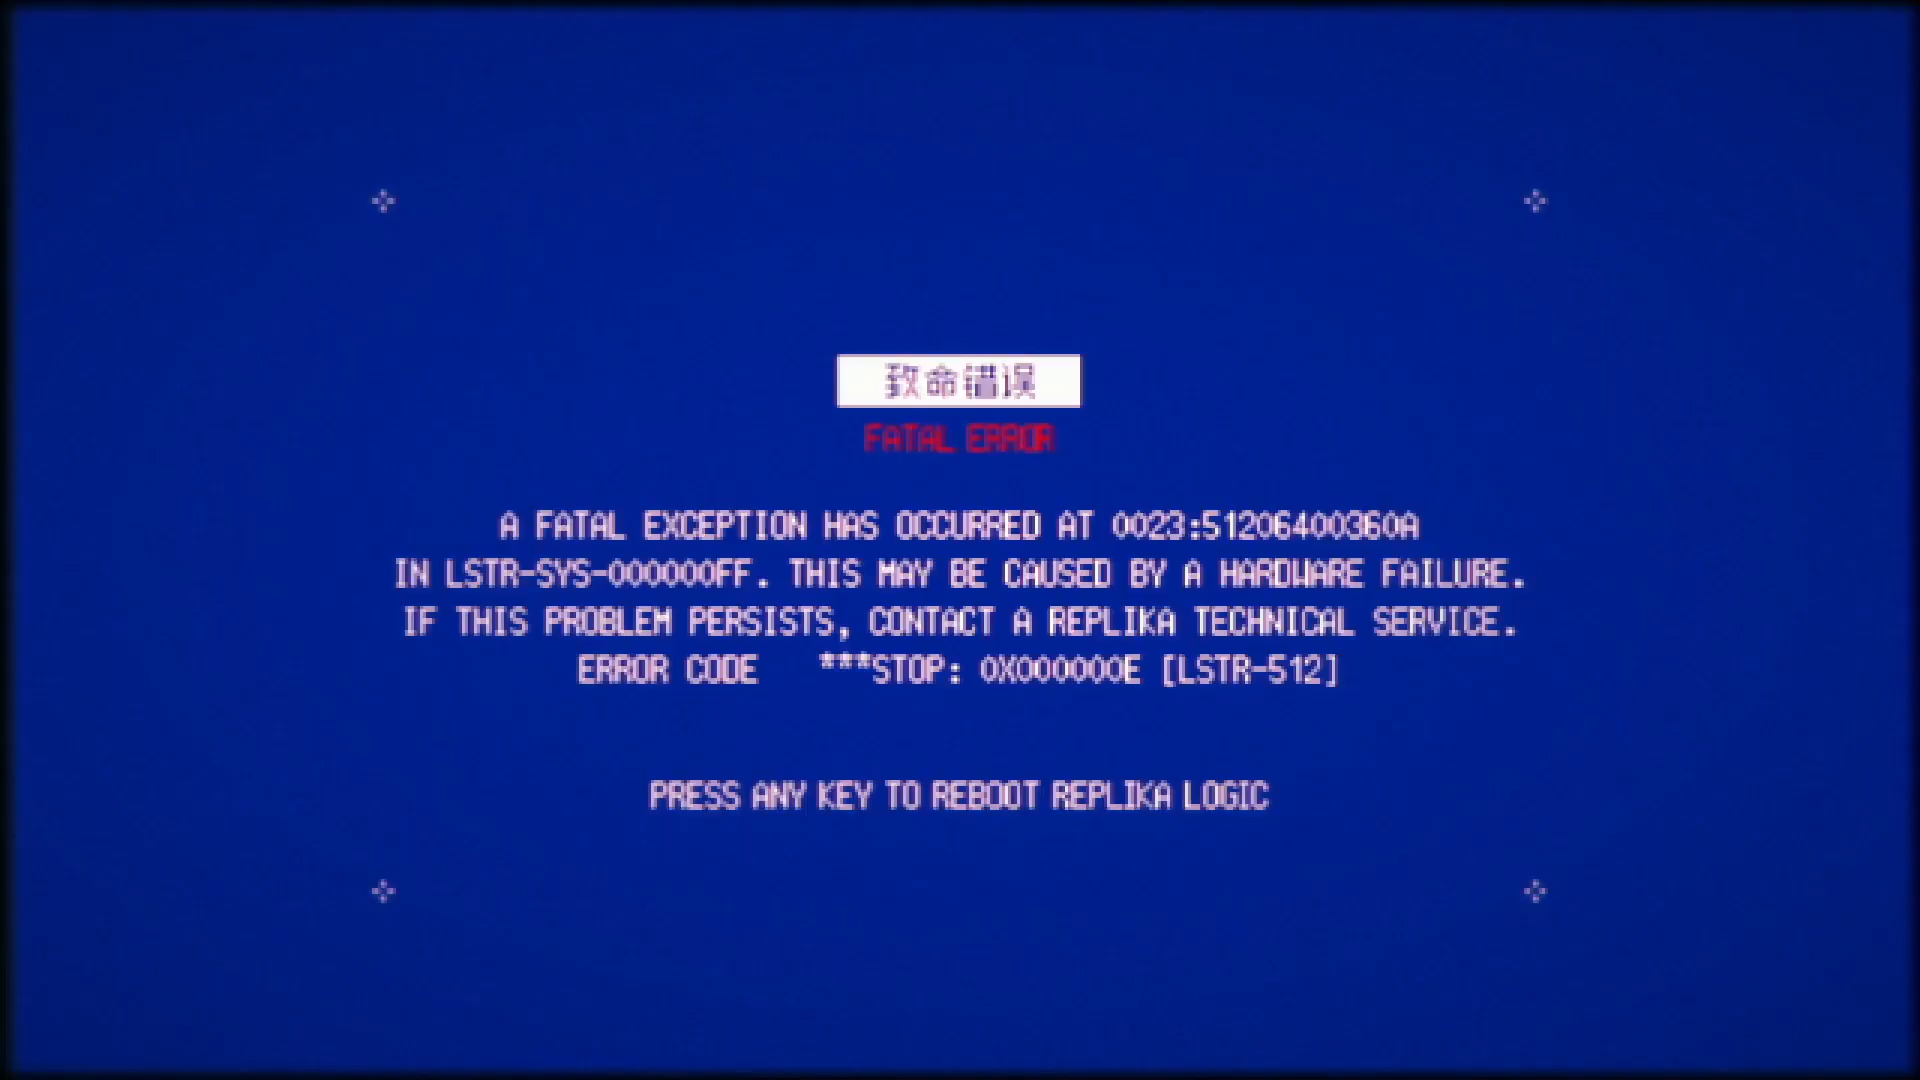 致命错误
FATAL ERROR
A FATAL EXCEPTION HAS OCCURRED AT 0023:51206400360A
IN LSTR-SYS-000000FF. THIS MAY BE CAUSED BY A HARDWARE FAILURE.
IF THIS PROBLEM PERSISTS, CONTACT A REPLIKA TECHNICAL SERVICE.
ERROR CODE ***STOP: 0X000000E [LSTR-512]
PRESS ANY KEY TO REBOOT REPLIKA LOGIC